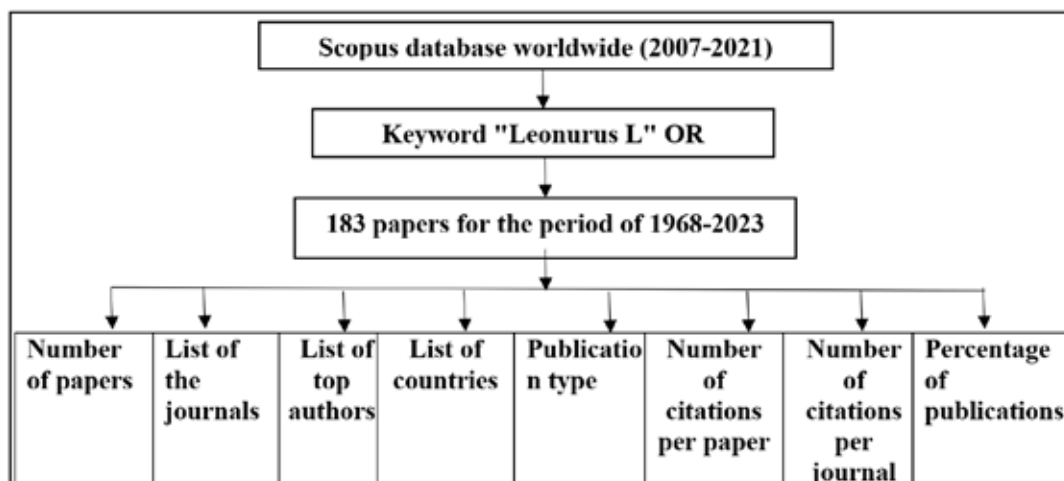 Scopus database worldwide (2007-2021)
Keyword "Leonurus L" OR
183 papers for the period of 1968-2023
Number
of papers
List of
the
journals
List of
top
authors
List of
countries
Publicatio
n type
Number
of
citations
per paper
Number
of
citations
per
journal
Percentage
of
publications